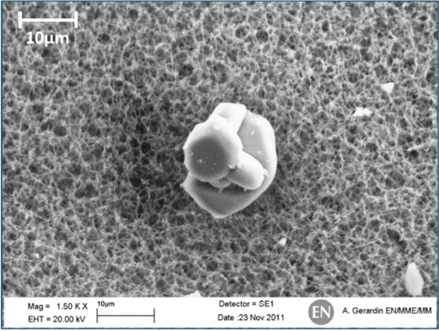 10µm
Mag = 1.50 K X
10µm
Detector = SE1
EN
A. Gerardin EN/MME/MM
EHT = 20.00 kV
Date :23 Nov 2011